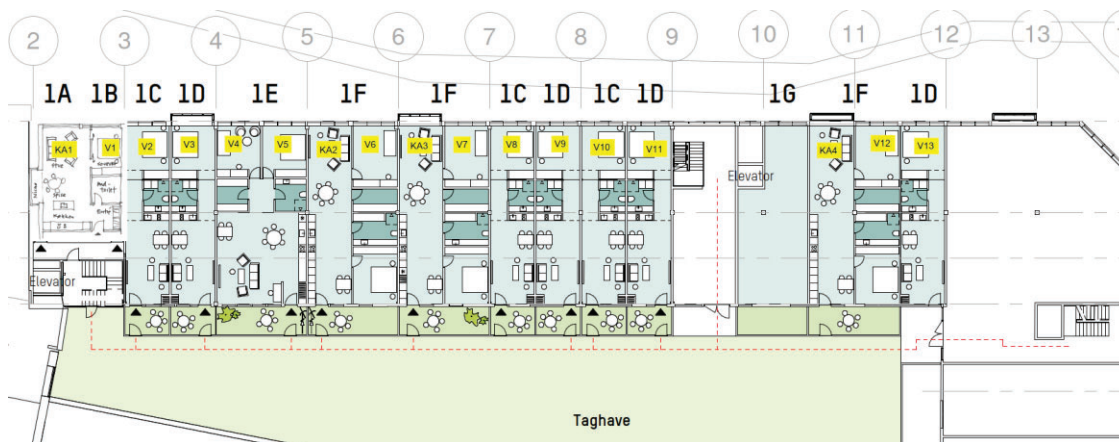 2 3 4 5 6 7 8 9 10 11 12 13
1A 1B 1C 1D 1E 1F 1F 1C 1D 1C 1D 1G 1F 1D
KA1 V1 V2 V3 V4 V5 KA2 V6 KA3 V7 V8 V9 V10 V11 KA4 V12 V13
Elevator
Elevator
Taghave